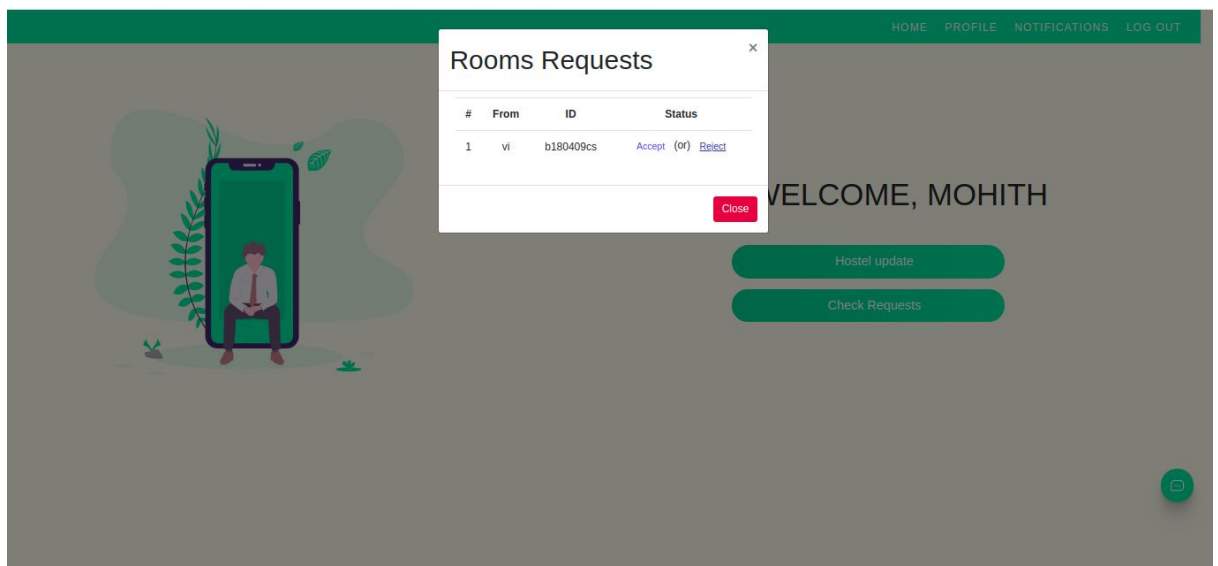 HOME PROFILE NOTIFICATIONS LOG OUT
Rooms Requests ×
# From ID Status
1 vi b180409cs Accept (or) Reject
Close
ELCOME, MOHITH
Hostel update
Check Requests